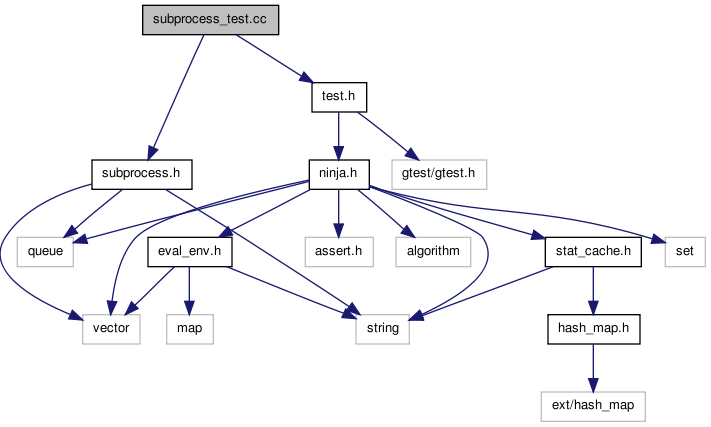 subprocess_test.cc
test.h
subprocess.h
ninja.h
gtest/gtest.h
queue
eval_env.h
assert.h
algorithm
stat_cache.h
set
vector
map
string
hash_map.h
ext/hash_map